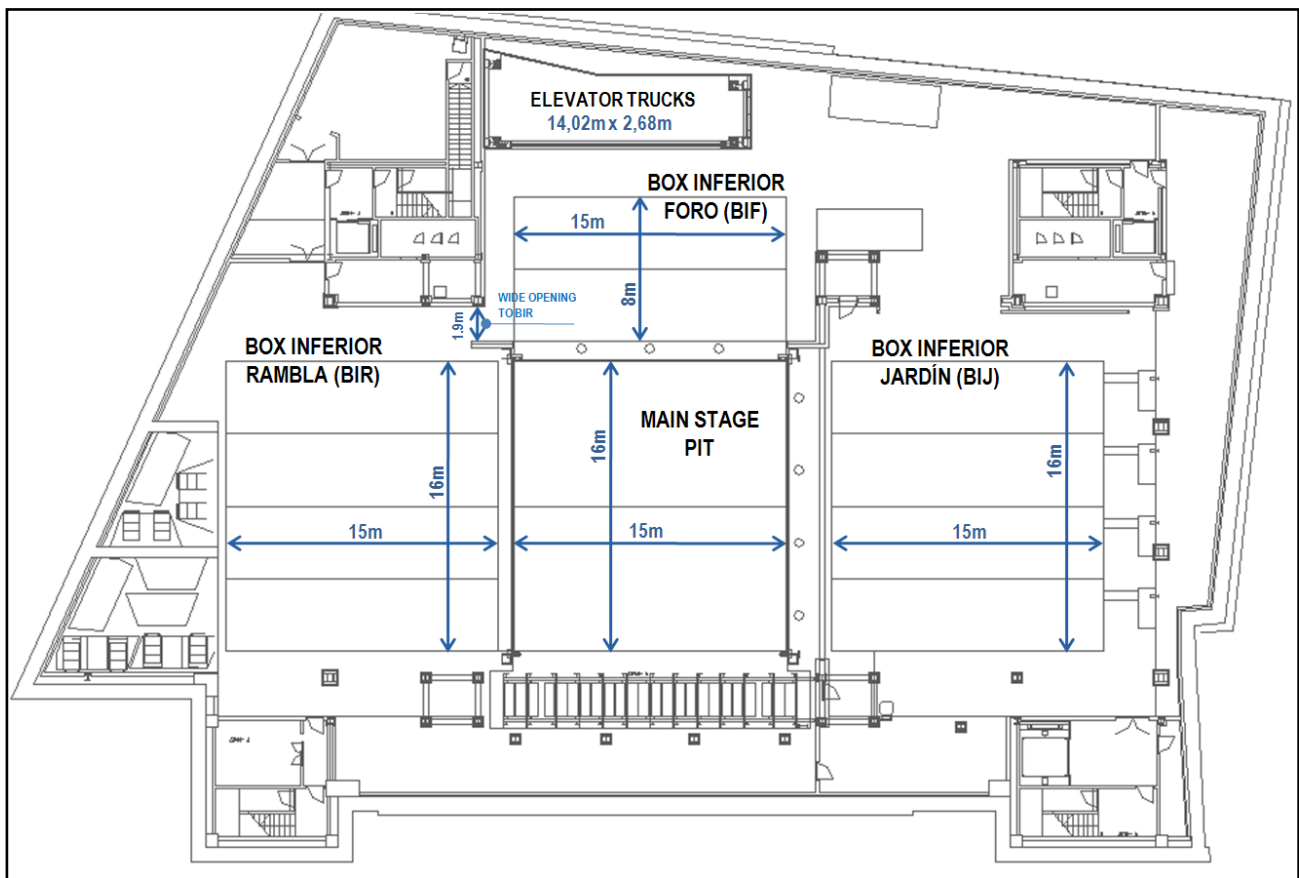 ELEVATOR TRUCKS
14,02m x 2,68m
BOX INFERIOR
FORO (BIF)
15m
8m
WIDE OPENING
TO BIR
1.9m
BOX INFERIOR
RAMBLA (BIR)
BOX INFERIOR
JARDÍN (BIJ)
MAIN STAGE
PIT
16m
16m
16m
15m
15m
15m